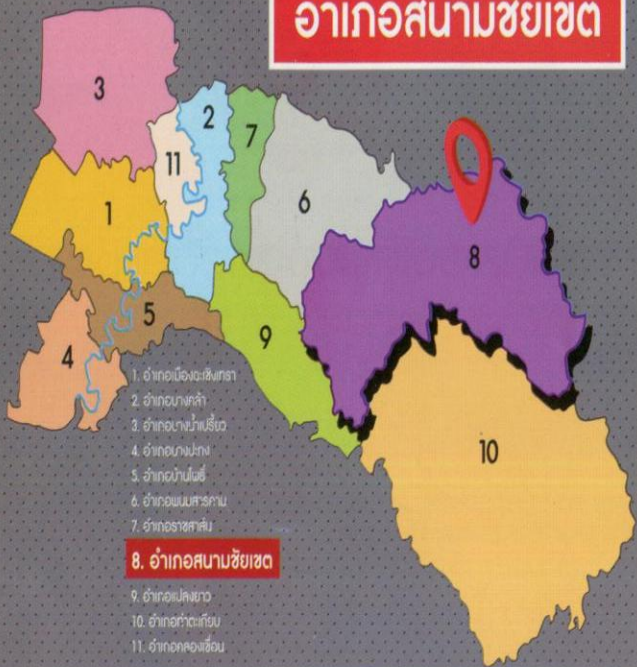 อำเภอสนามชัยเขต
3
2
7
11
1
6
8
5
4
9
10
1. อำเภอเมืองฉะเชิงเทรา
2. อำเภอบางคล้า
3. อำเภอบางน้ำเปรี้ยว
4. อำเภอบางปะกง
5. อำเภอบ้านโพธิ์
6. อำเภอพนมสารคาม
7. อำเภอราชสาส์น
8. อำเภอสนามชัยเขต
9. อำเภอแปลงยาว
10. อำเภอท่าตะเกียบ
11. อำเภอคลองเขื่อน